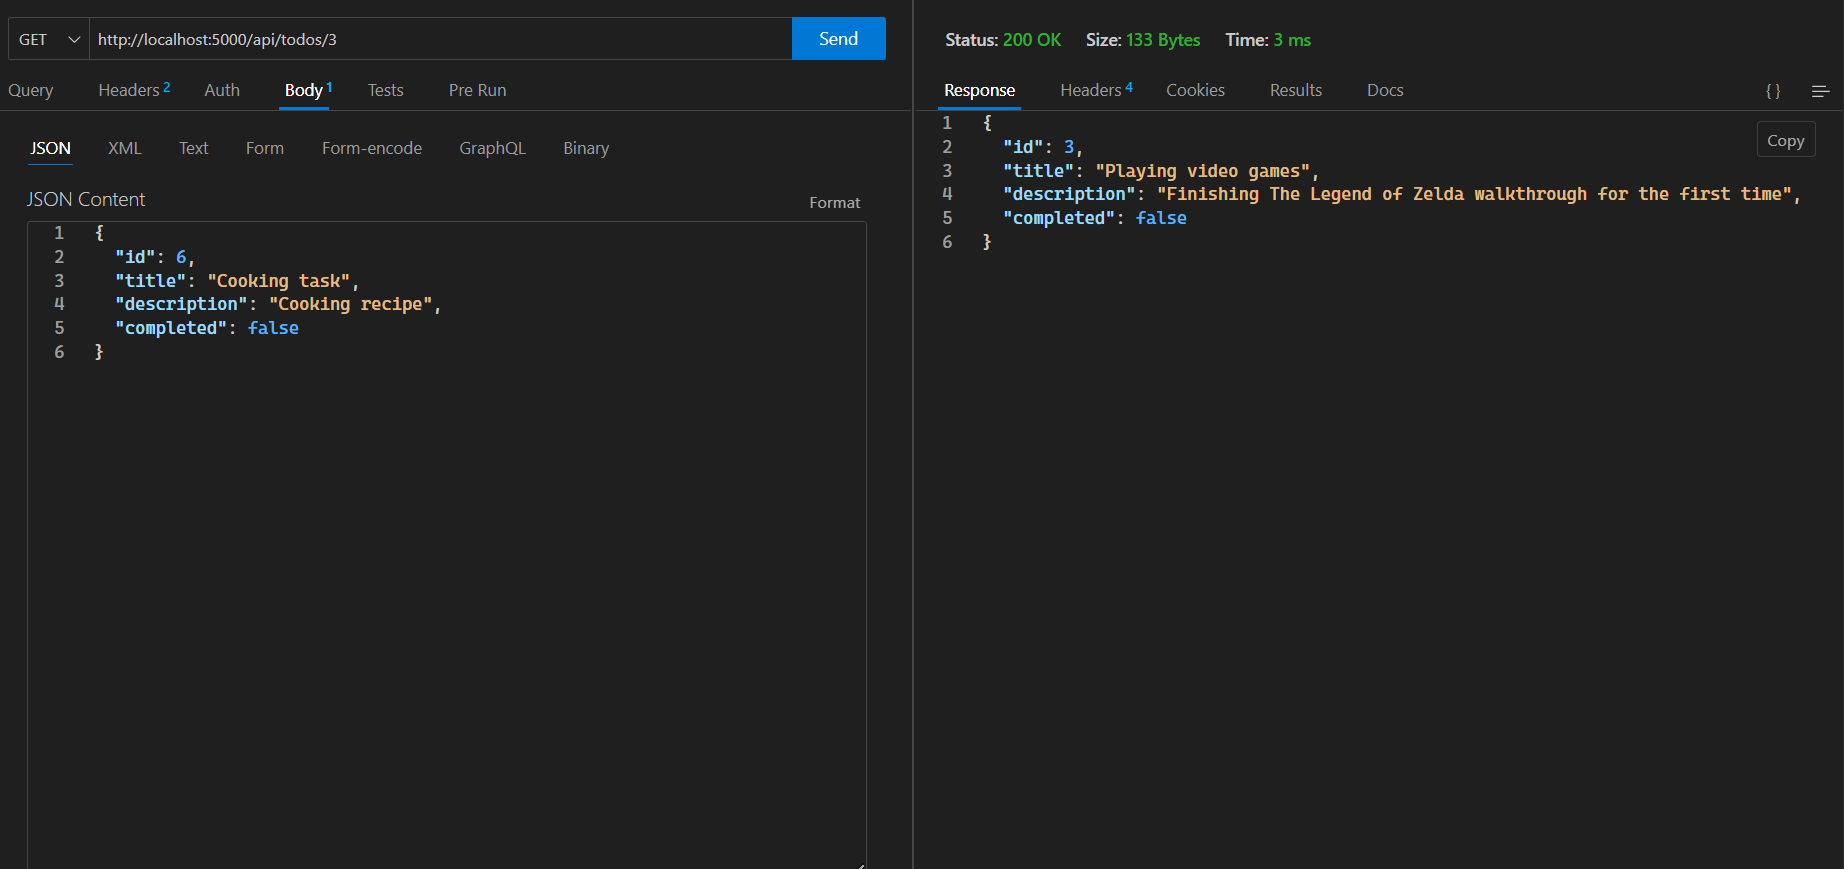 GET http://localhost:5000/api/todos/3 Send
Query Headers 2 Auth Body 1 Tests Pre Run
JSON XML Text Form Form-encode GraphQL Binary
JSON Content Format
1 {
2 "id": 6,
3 "title": "Cooking task",
4 "description": "Cooking recipe",
5 "completed": false
6 }
Status: 200 OK Size: 133 Bytes Time: 3 ms
Response Headers 4 Cookies Results Docs { }
Copy
1 {
2 "id": 3,
3 "title": "Playing video games",
4 "description": "Finishing The Legend of Zelda walkthrough for the first time",
5 "completed": false
6 }